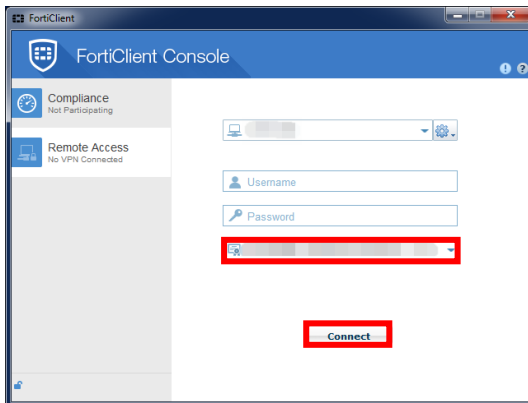 FortiClient
FortiClient Console
Compliance
Not Participating
Remote Access
No VPN Connected
Username
Password
Connect